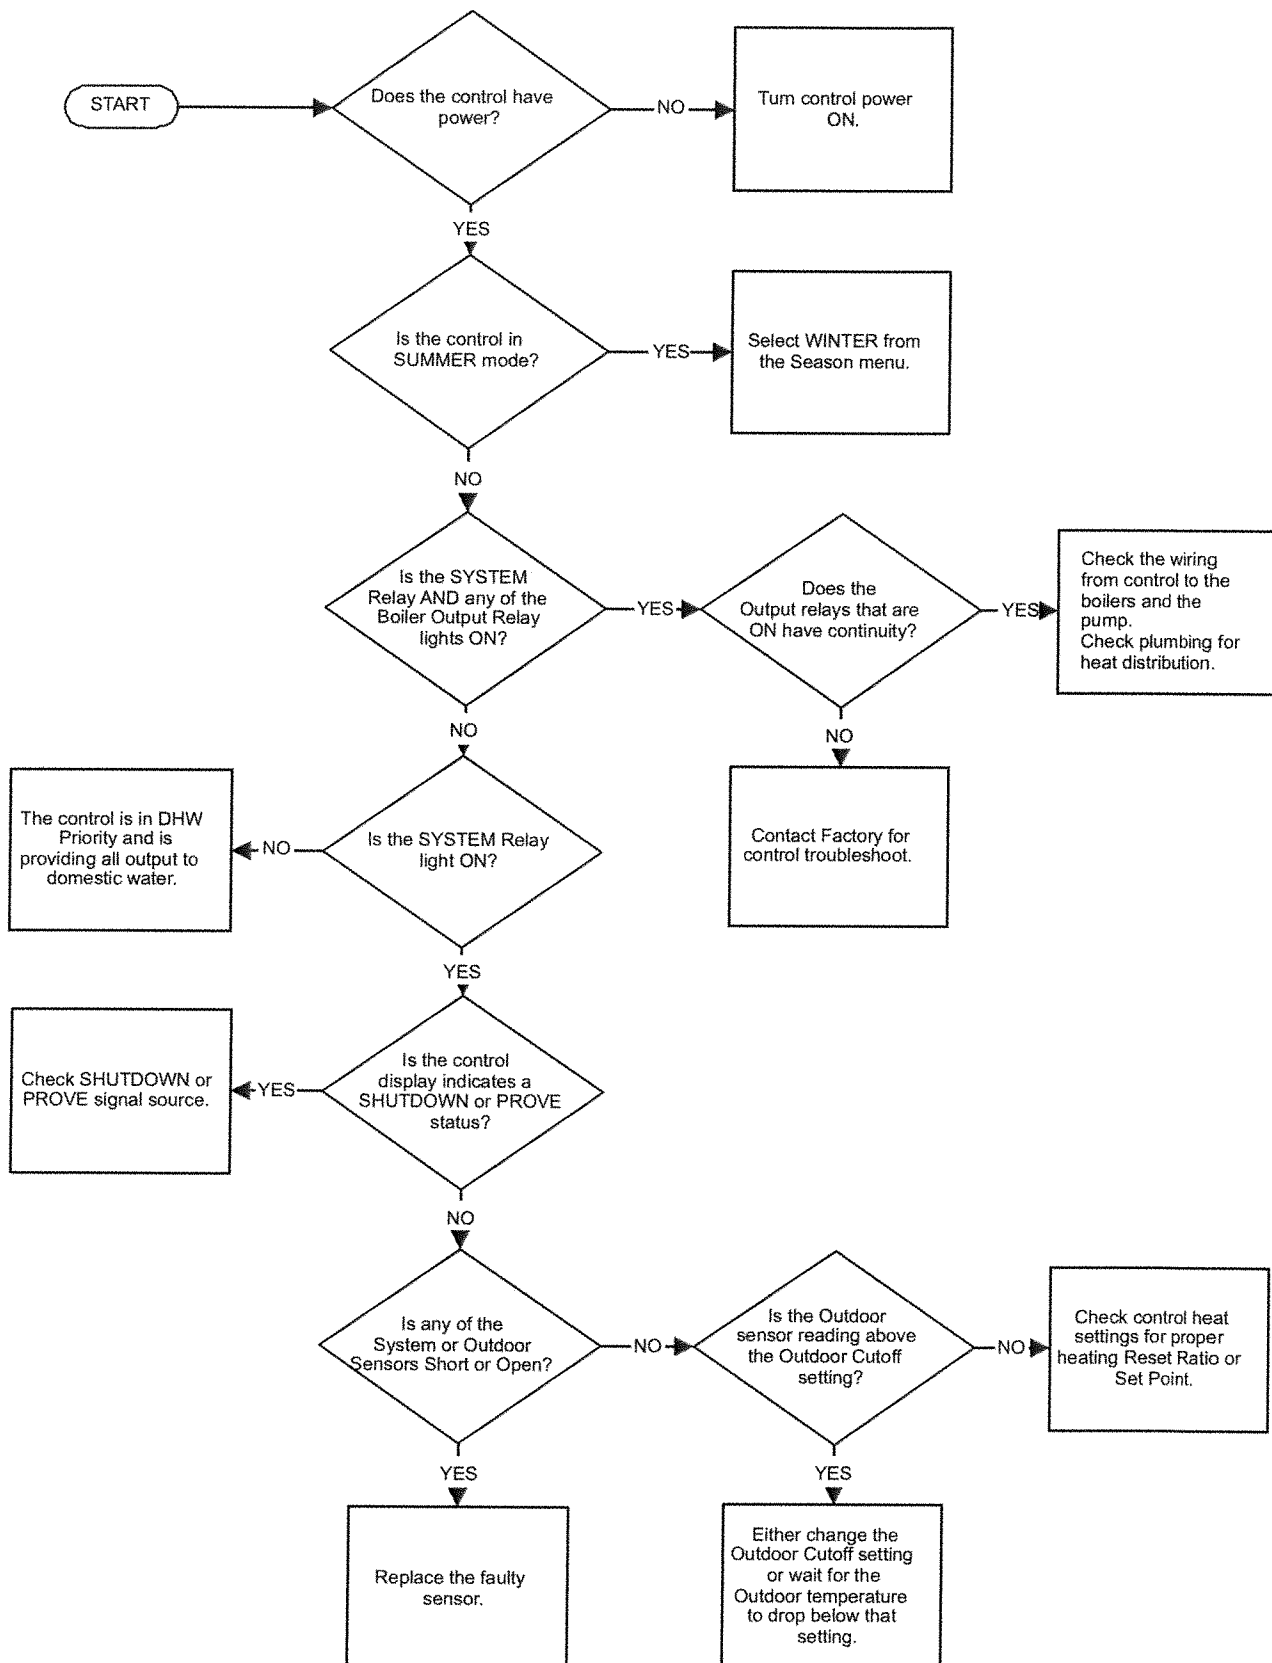 START
Does the control have
power?
NO
Turn control power
ON.
YES
Is the control in
SUMMER mode?
YES
Select WINTER from
the Season menu.
NO
Is the SYSTEM
Relay AND any of the
Boiler Output Relay
lights ON?
YES
Does the
Output relays that are
ON have continuity?
YES
Check the wiring
from control to the
boilers and the
pump.
Check plumbing for
heat distribution.
NO
NO
Contact Factory for
control troubleshoot.
The control is in DHW
Priority and is
providing all output to
domestic water.
NO
Is the SYSTEM Relay
light ON?
YES
Check SHUTDOWN or
PROVE signal source.
YES
Is the control
display indicates a
SHUTDOWN or PROVE
status?
NO
Is any of the
System or Outdoor
Sensors Short or Open?
NO
Is the Outdoor
sensor reading above
the Outdoor Cutoff
setting?
NO
Check control heat
settings for proper
heating Reset Ratio or
Set Point.
YES
YES
Replace the faulty
sensor.
Either change the
Outdoor Cutoff setting
or wait for the
Outdoor temperature
to drop below that
setting.